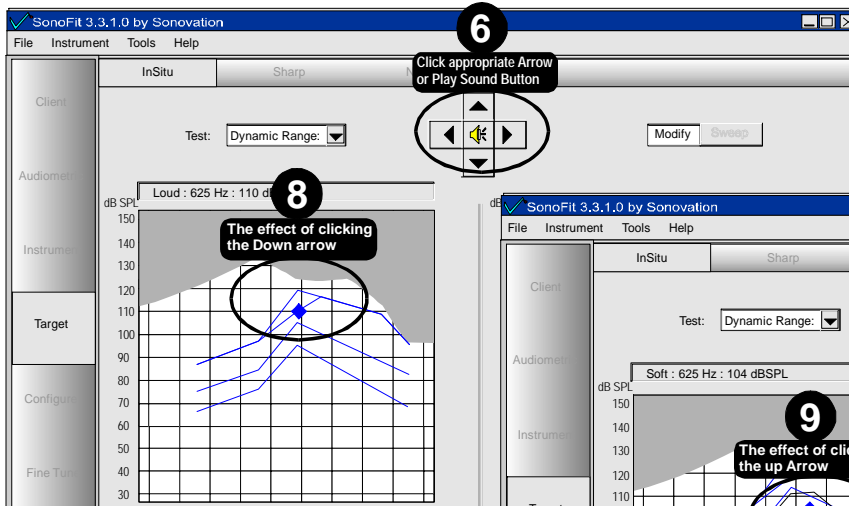 SonoFit 3.3.1.0 by Sonovation
File Instrument Tools Help
6
Click appropriate Arrow
or Play Sound Button
InSitu Sharp
Client
Test: Dynamic Range:
Modify Sweep
Loud : 625 Hz : 110 d
8
The effect of clicking
the Down arrow
dB SPL
150
140
130
120
110
100
90
80
70
60
50
40
30
Target
SonoFit 3.3.1.0 by Sonovation
File Instrument Tools Help
InSitu Sharp
Client
Test: Dynamic Range:
Soft : 625 Hz : 104 dBSPL
dB SPL
150
140
130
120
110
9
The effect of clic
the up Arrow